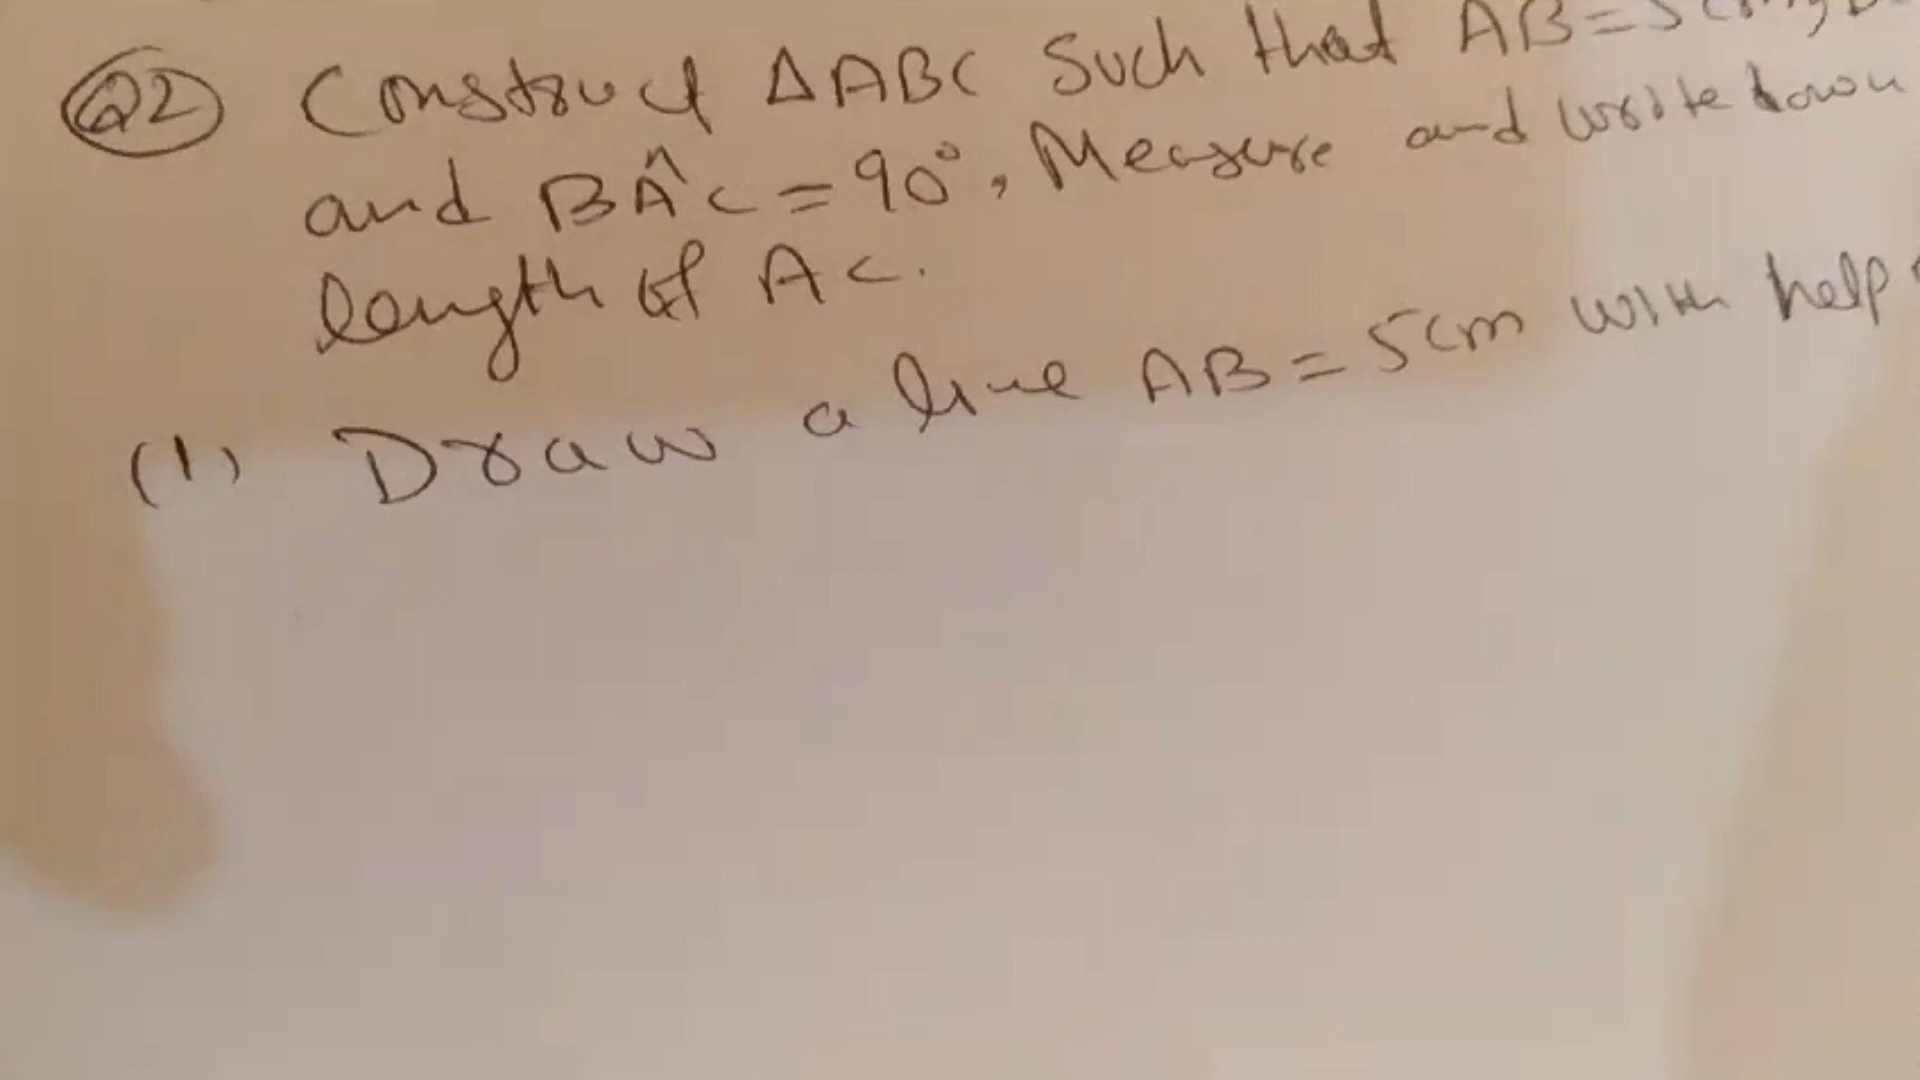 Q2 Construct ΔABC Such that AB=5cm,
and BÂC=90°, Measure and write down
length of AC.
(1) Draw a line AB=5cm with help